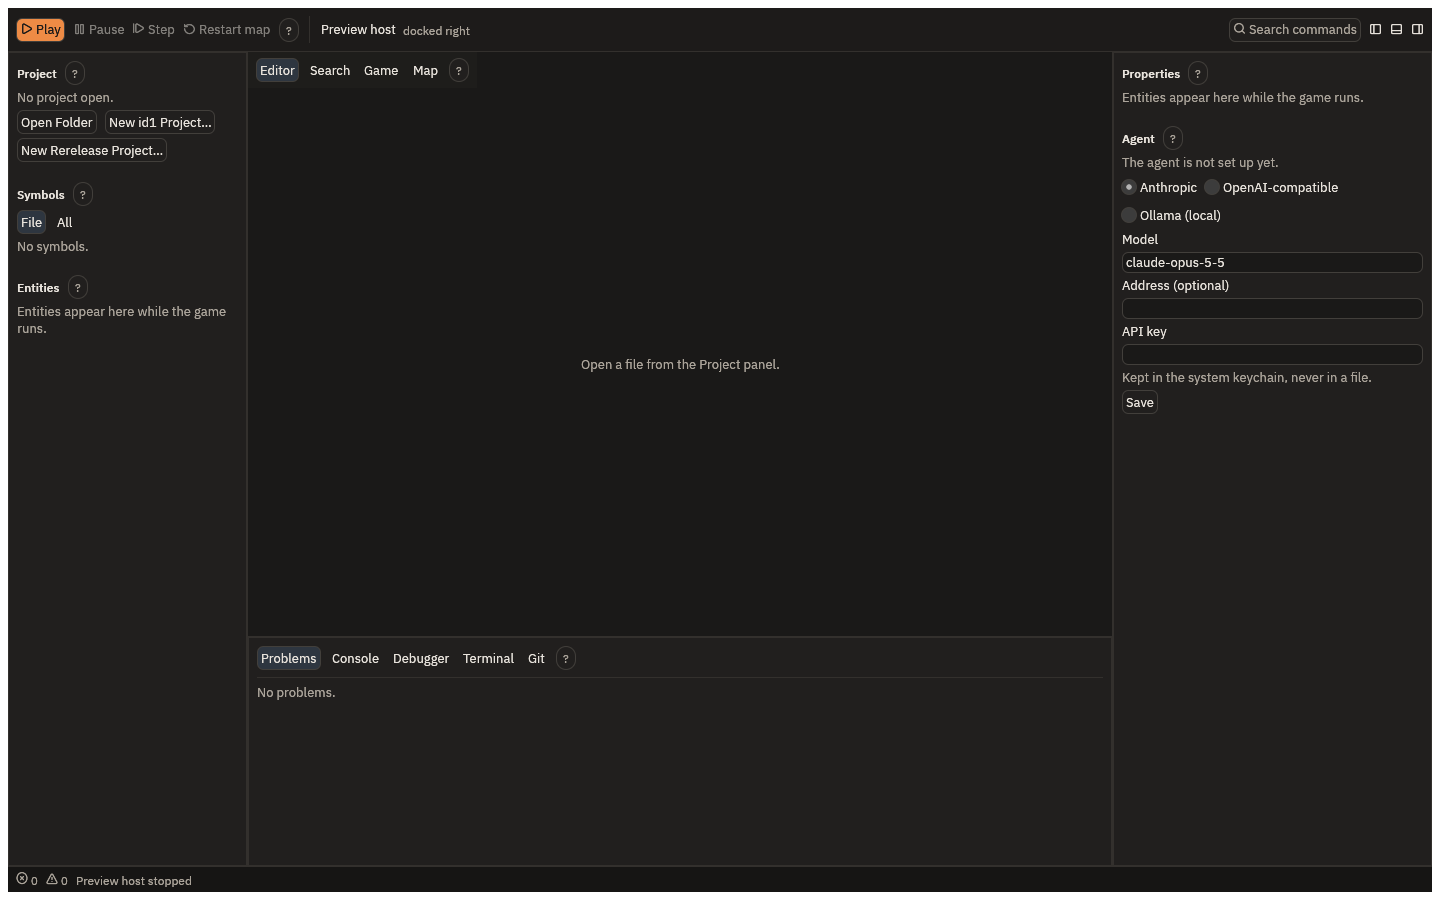 Play Pause Step Restart map ? Preview host docked right Search commands
Project ?
No project open.
Open Folder New id1 Project...
New Rerelease Project...
Symbols ?
File All
No symbols.
Entities ?
Entities appear here while the game
runs.
Editor Search Game Map ?
Open a file from the Project panel.
Problems Console Debugger Terminal Git ?
No problems.
Properties ?
Entities appear here while the game runs.
Agent ?
The agent is not set up yet.
Anthropic OpenAI-compatible
Ollama (local)
Model
claude-opus-5-5
Address (optional)
API key
Kept in the system keychain, never in a file.
Save
0 0 Preview host stopped